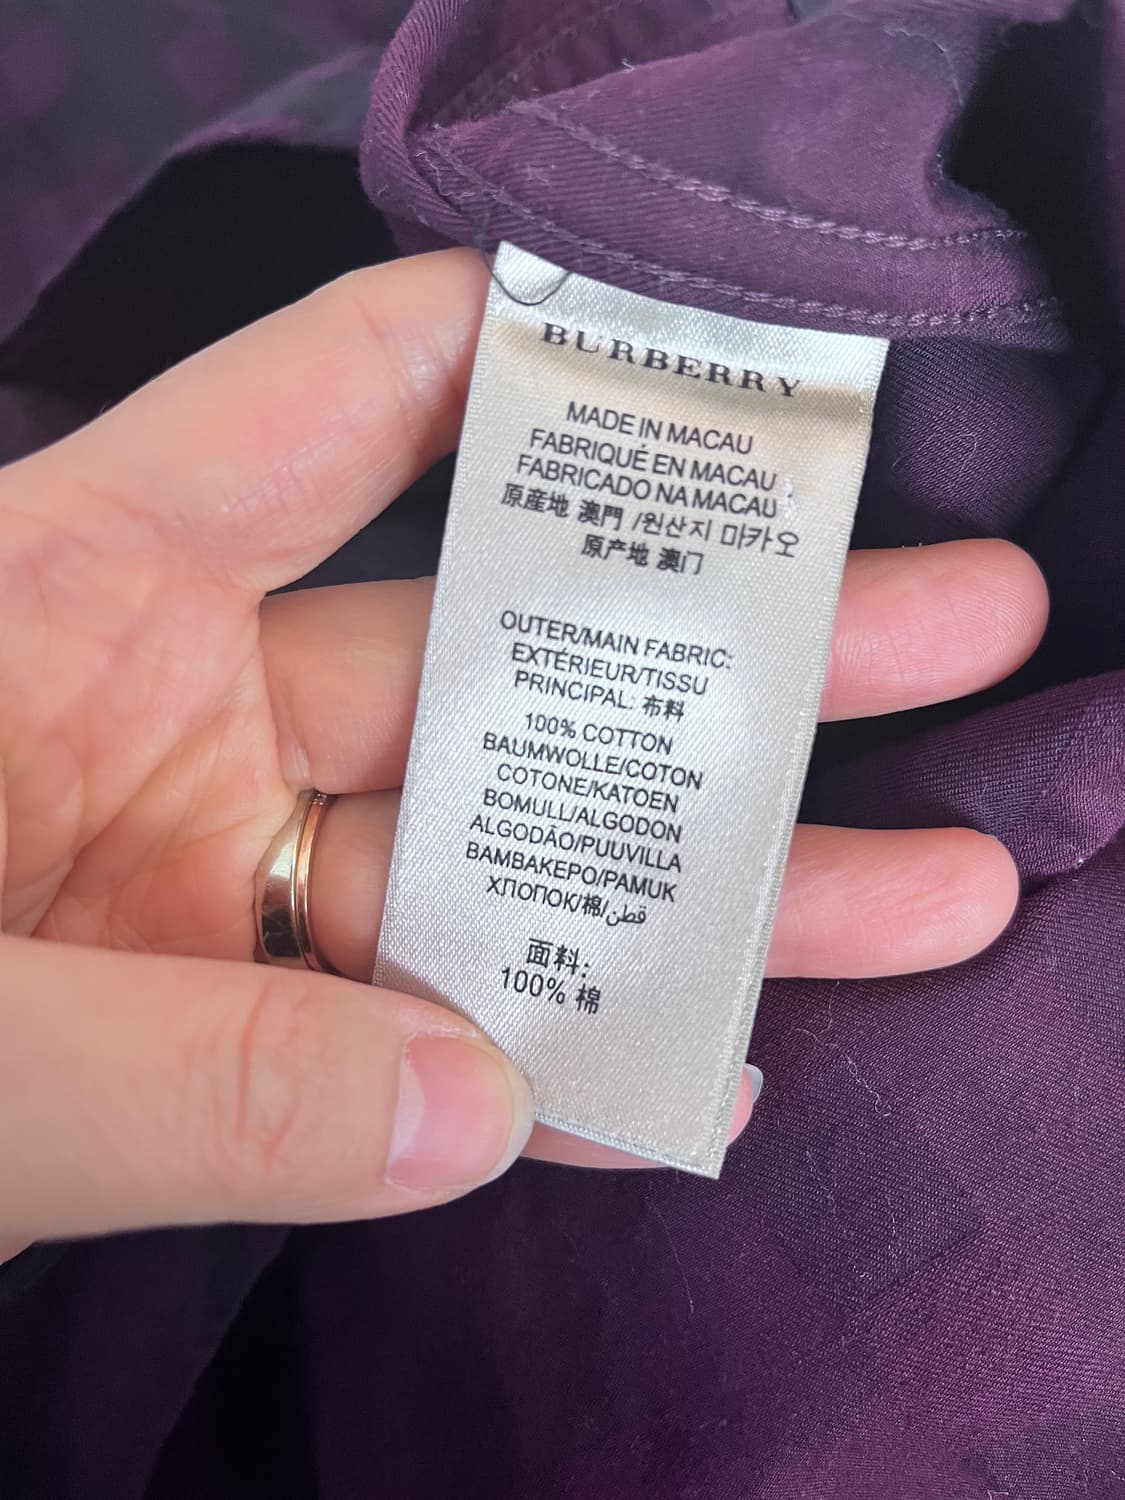 BURBERRY
MADE IN MACAU
FABRIQUÉ EN MACAU
FABRICADO NA MACAU
原産地 澳門 /원산지 마카오
原产地 澳门
OUTER/MAIN FABRIC:
EXTÉRIEUR/TISSU
PRINCIPAL: 布料
100% COTTON
BAUMWOLLE/COTON
COTONE/KATOEN
BOMULL/ALGODON
ALGODÃO/PUUVILLA
BAMBAKEPO/PAMUK
ХЛОПОК/棉/قطن
面料:
100% 棉